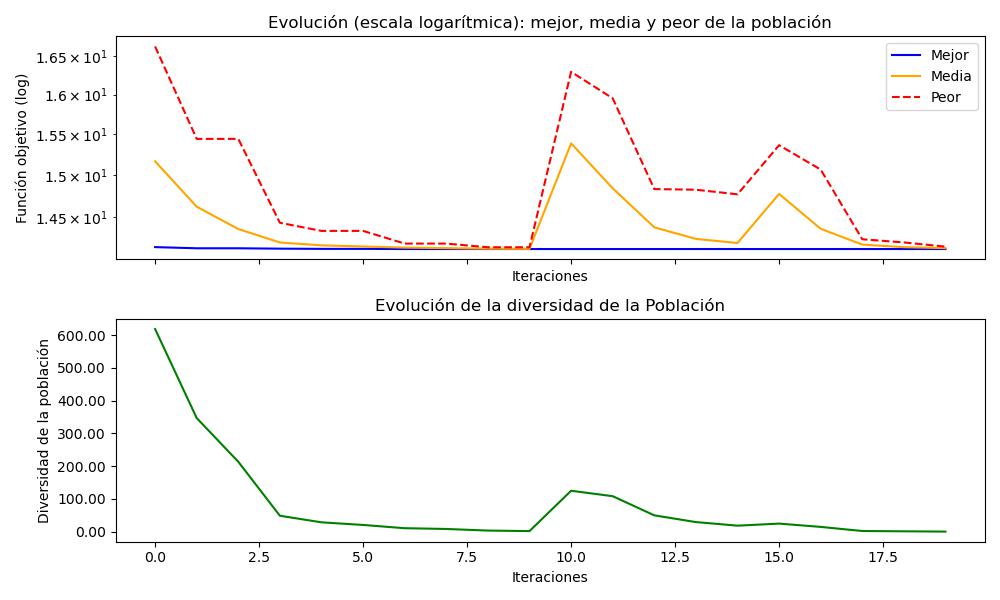 Evolución (escala logarítmica): mejor, media y peor de la población
Función objetivo (log)
1.65 × 10¹
1.6 × 10¹
1.55 × 10¹
1.5 × 10¹
1.45 × 10¹
Mejor
Media
Peor
Iteraciones
Evolución de la diversidad de la Población
Diversidad de la población
600.00
500.00
400.00
300.00
200.00
100.00
0.00
0.0 2.5 5.0 7.5 10.0 12.5 15.0 17.5
Iteraciones